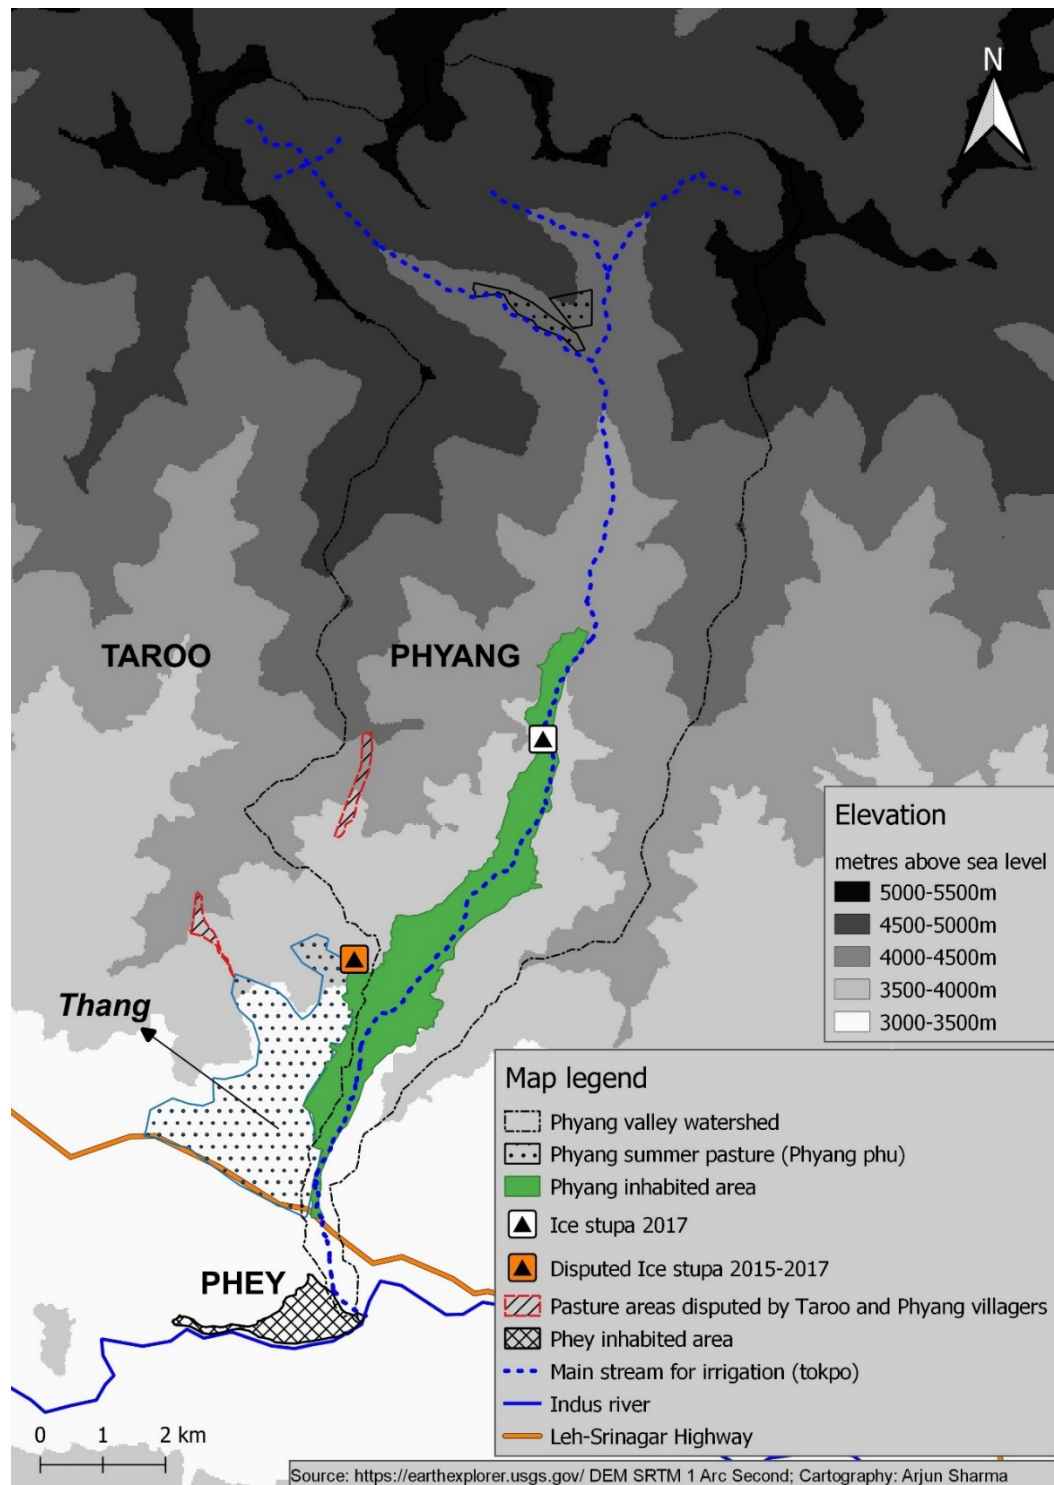 N
TAROO
PHYANG
Thang
PHEY
Elevation
metres above sea level
5000-5500m
4500-5000m
4000-4500m
3500-4000m
3000-3500m
Map legend
Phyang valley watershed
Phyang summer pasture (Phyang phu)
Phyang inhabited area
Ice stupa 2017
Disputed Ice stupa 2015-2017
Pasture areas disputed by Taroo and Phyang villagers
Phey inhabited area
Main stream for irrigation (tokpo)
Indus river
Leh-Srinagar Highway
0 1 2 km
Source: https://earthexplorer.usgs.gov/ DEM SRTM 1 Arc Second; Cartography: Arjun Sharma